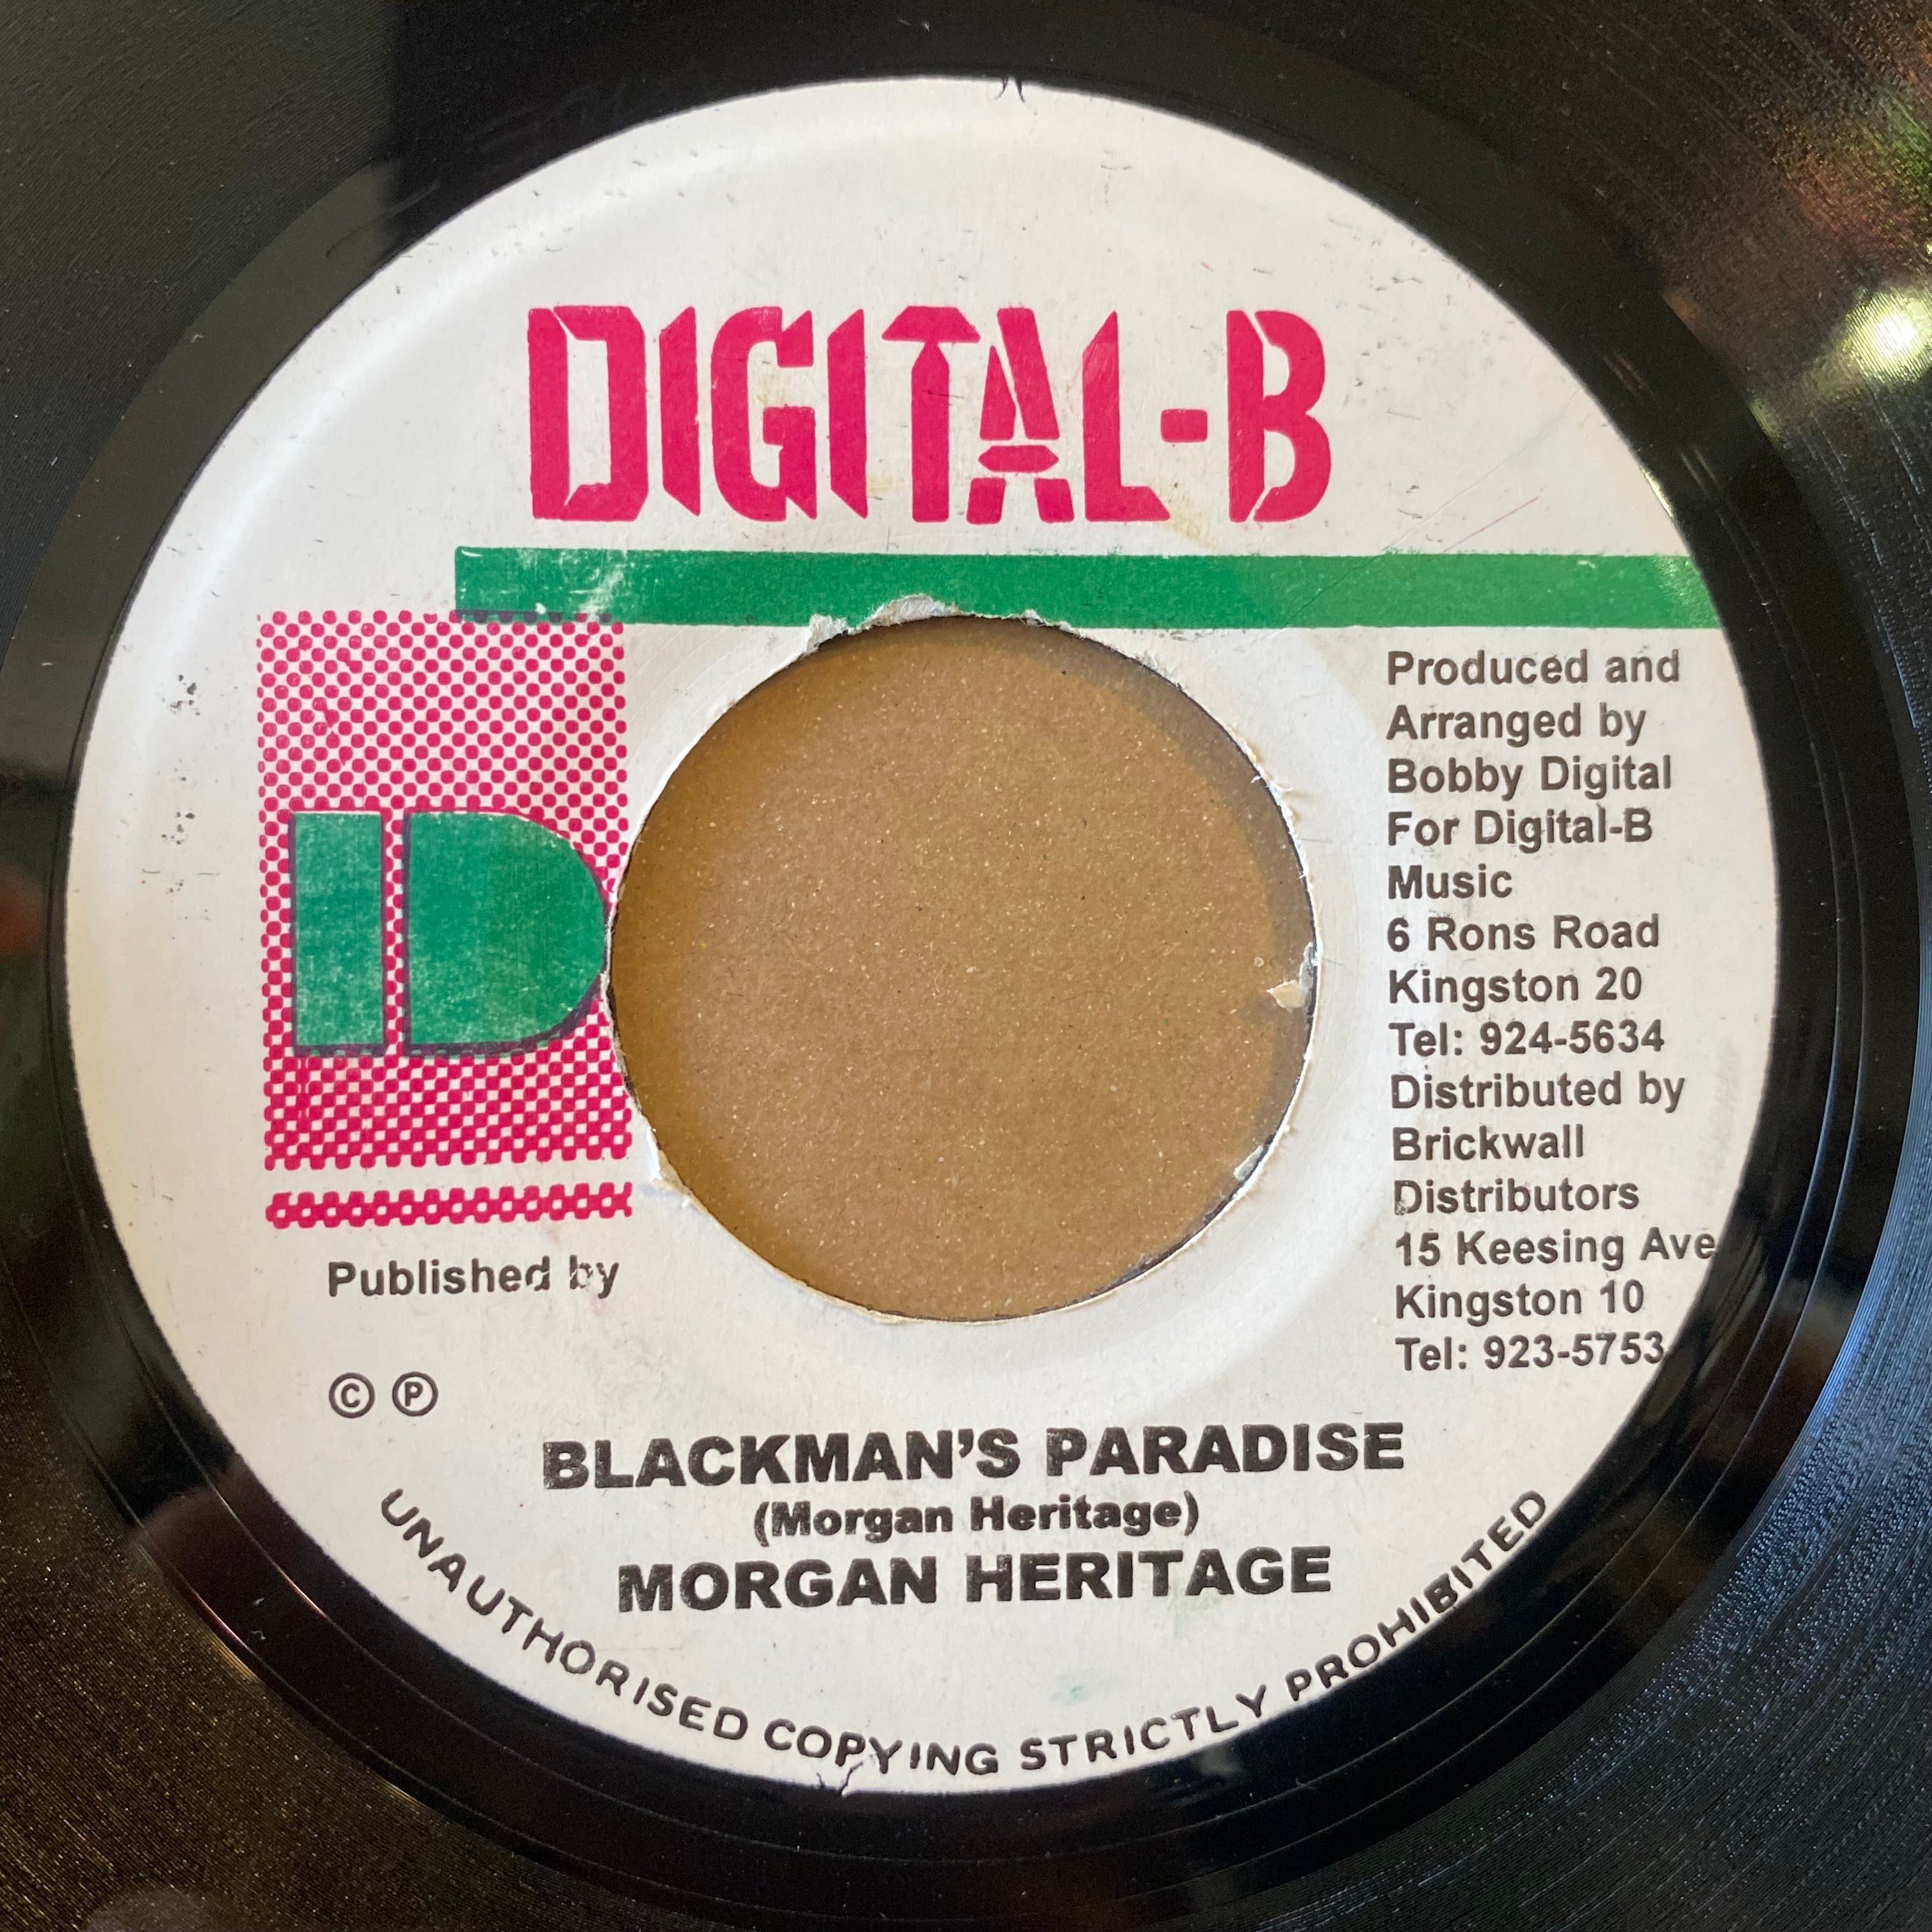 DIGITAL-B
Produced and
Arranged by
Bobby Digital
For Digital-B
Music
6 Rons Road
Kingston 20
Tel: 924-5634
Distributed by
Brickwall
Distributors
15 Keesing Ave
Kingston 10
Tel: 923-5753
ID
Published by
© ℗
BLACKMAN'S PARADISE
(Morgan Heritage)
MORGAN HERITAGE
UNAUTHORISED COPYING STRICTLY PROHIBITED